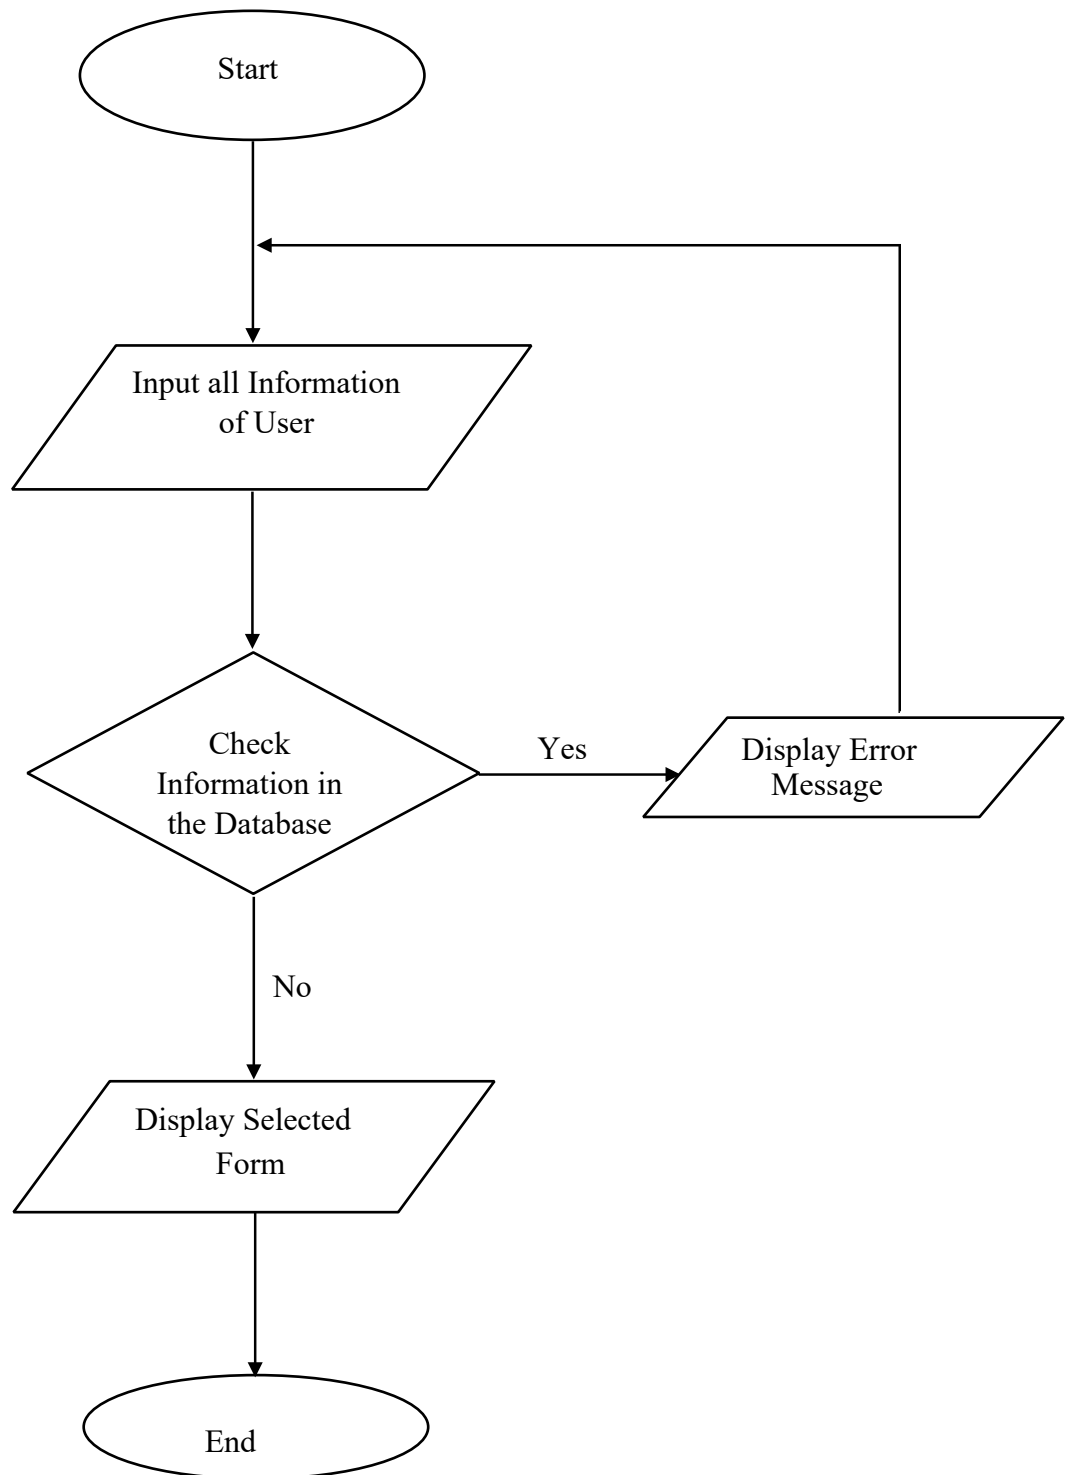 Start
Input all Information
of User
Check
Information in
the Database
Yes
Display Error
Message
No
Display Selected
Form
End